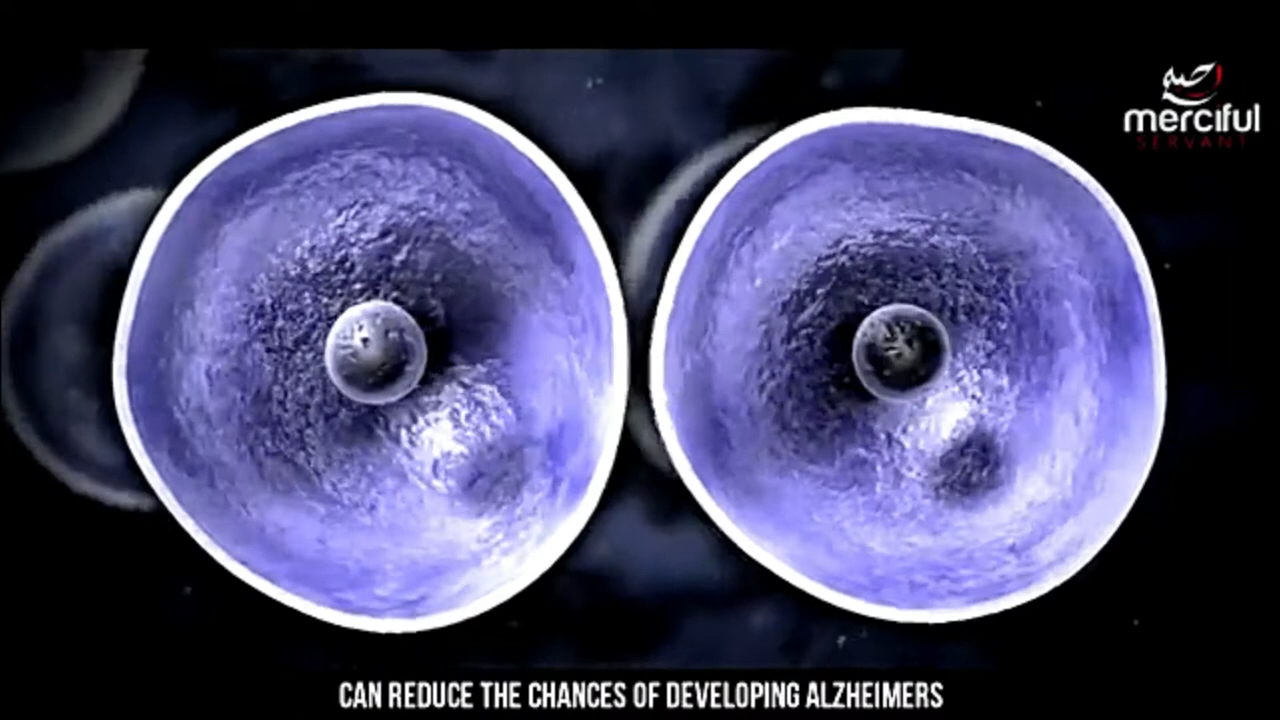 merciful
SERVANT
CAN REDUCE THE CHANCES OF DEVELOPING ALZHEIMERS